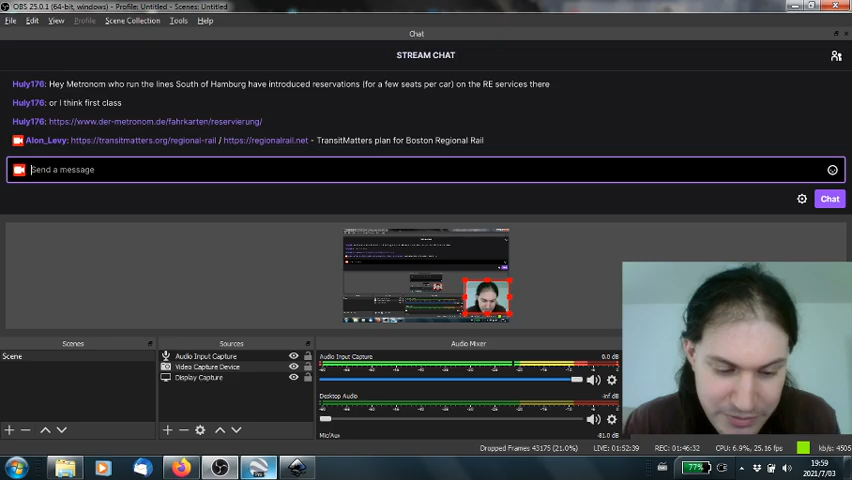 OBS 25.0.1 (64-bit, windows) - Profile: Untitled - Scenes: Untitled
File Edit View Profile Scene Collection Tools Help
Chat
STREAM CHAT
Huly176: Hey Metronom who run the lines South of Hamburg have introduced reservations (for a few seats per car) on the RE services there
Huly176: or I think first class
Huly176: https://www.der-metronom.de/fahrkarten/reservierung/
Alon_Levy: https://transitmatters.org/regional-rail / https://regionalrail.net - TransitMatters plan for Boston Regional Rail
Send a message
Chat
Scenes Sources Audio Mixer
Scene
Audio Input Capture
Video Capture Device
Display Capture
Audio Input Capture 0.0 dB
Desktop Audio -inf dB
Mic/Aux -81.0 dB
Dropped Frames 43175 (21.0%) LIVE: 01:52:39 REC: 01:46:32 CPU: 6.9%, 25.16 fps kb/s: 4505
77%
19:59
2021/7/03